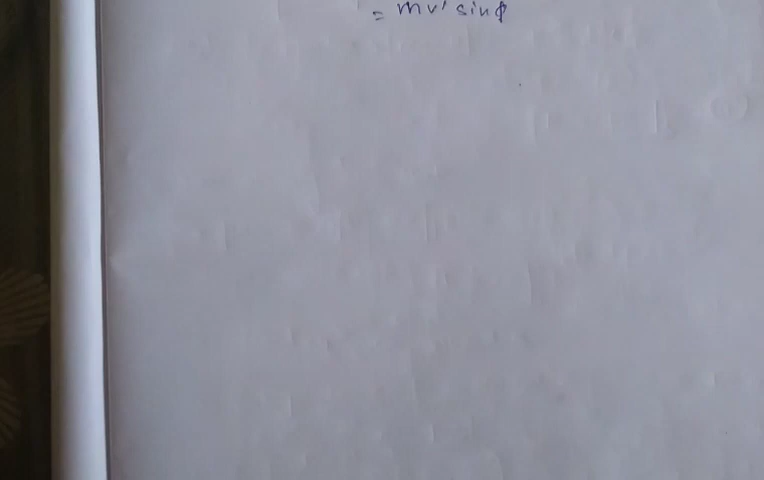 = mv' sinϕ